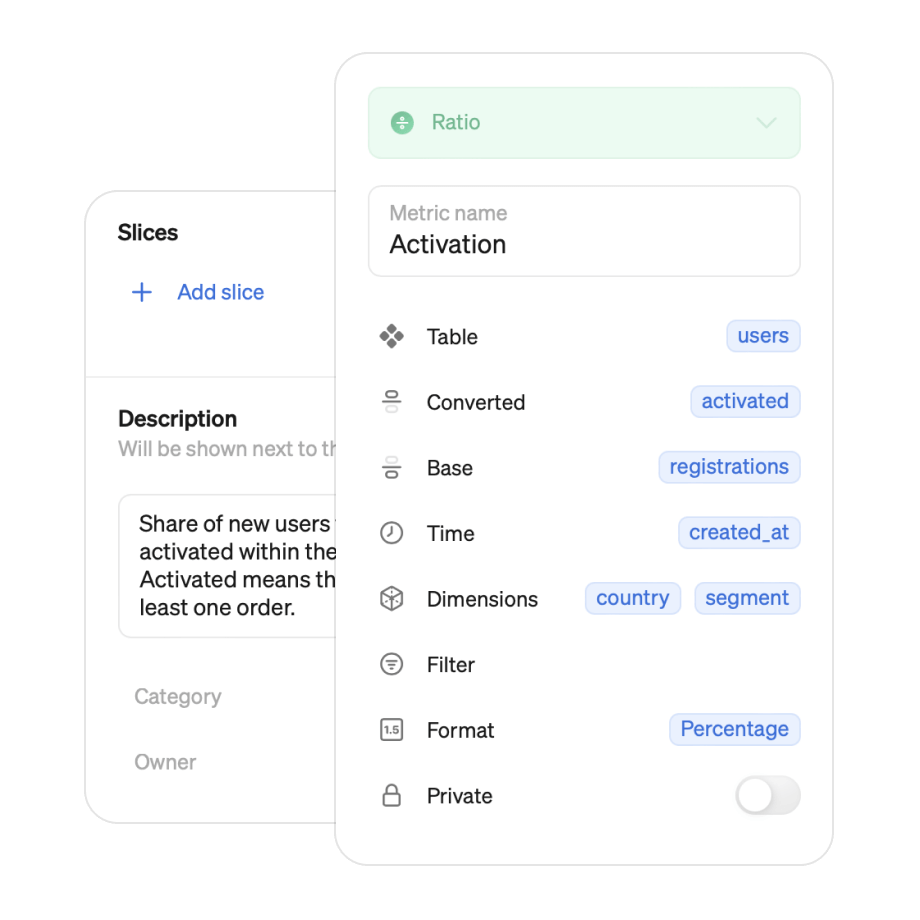 Slices
Add slice
Description
Will be shown next to
Share of new users
activated within the
Activated means
least one order.
Category
Owner
Ratio
Metric name
Activation
Table users
Converted activated
Base registrations
Time created_at
Dimensions country segment
Filter
1.5 Format Percentage
Private